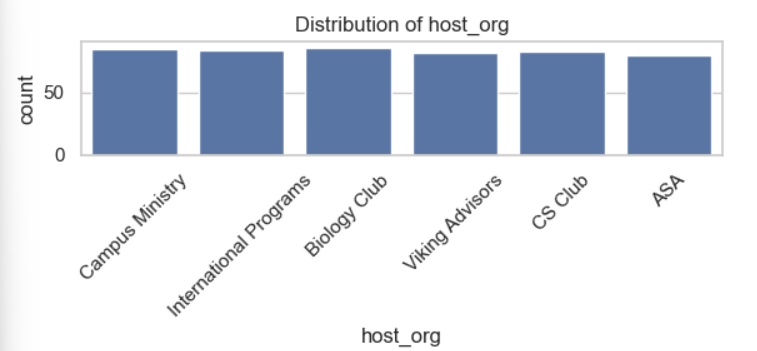 Distribution of host_org
count
50
0
Campus Ministry
International Programs
Biology Club
Viking Advisors
CS Club
ASA
host_org